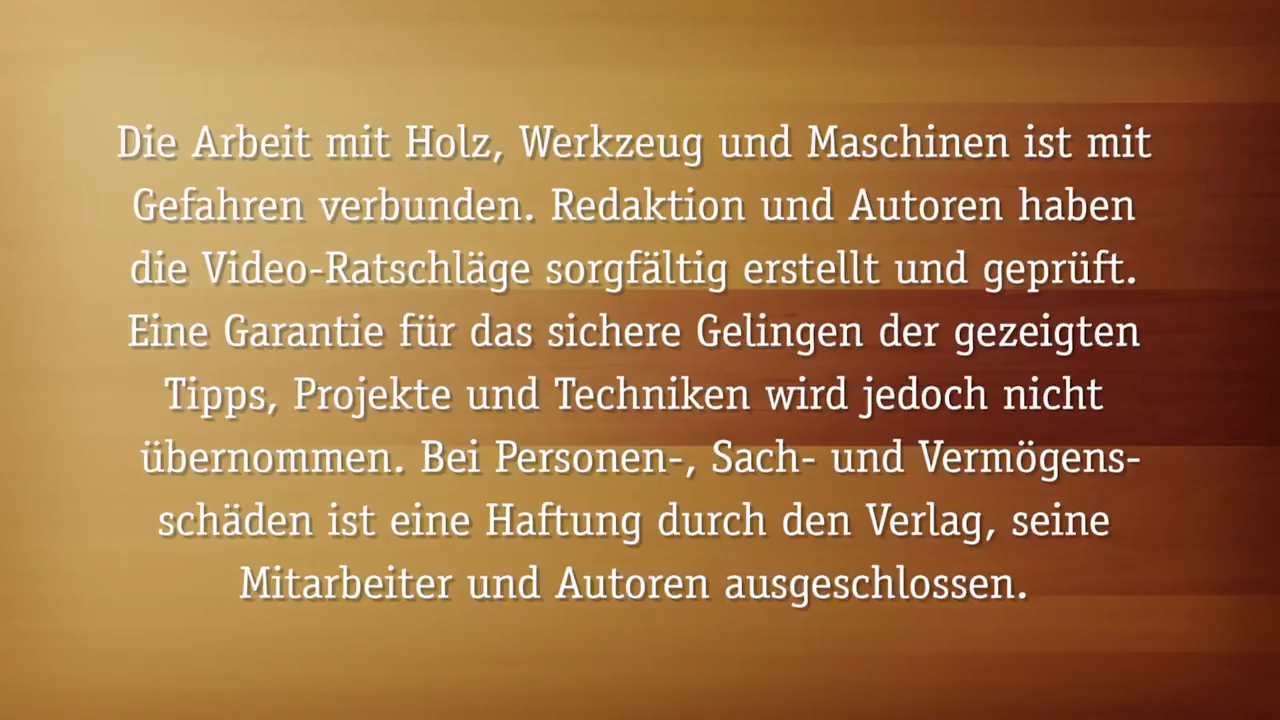 Die Arbeit mit Holz, Werkzeug und Maschinen ist mit
Gefahren verbunden. Redaktion und Autoren haben
die Video-Ratschläge sorgfältig erstellt und geprüft.
Eine Garantie für das sichere Gelingen der gezeigten
Tipps, Projekte und Techniken wird jedoch nicht
übernommen. Bei Personen-, Sach- und Vermögens-
schäden ist eine Haftung durch den Verlag, seine
Mitarbeiter und Autoren ausgeschlossen.